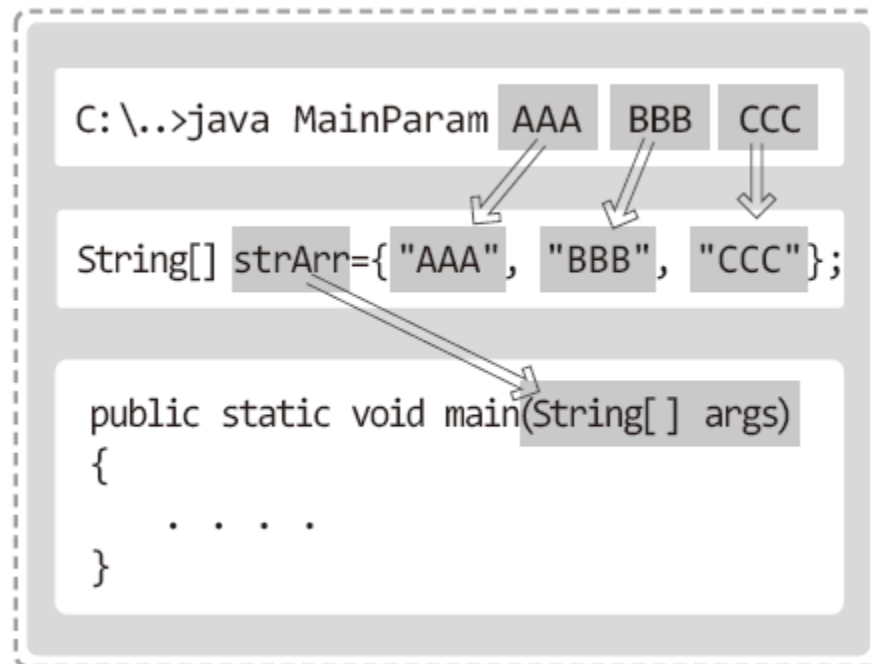 C:\..>java MainParam AAA BBB CCC
String[] strArr={"AAA", "BBB", "CCC"};
public static void main(String[] args)
{
. . . .
}